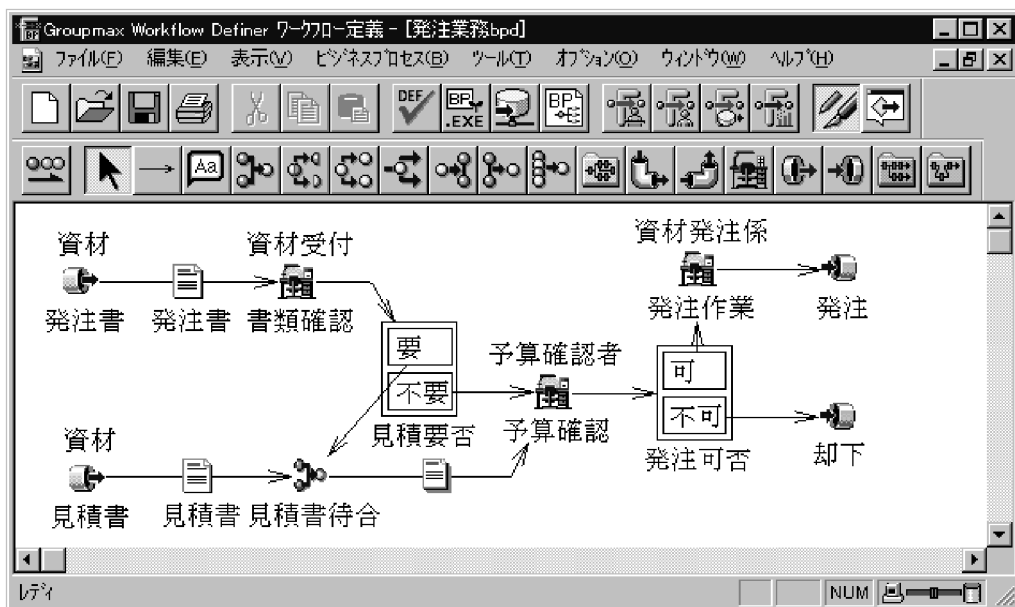 Groupmax Workflow Definer ワークフロー定義 - [発注業務bpd]
ファイル(F) 編集(E) 表示(V) ビジネスプロセス(B) ツール(T) オプション(O) ウィンドウ(W) ヘルプ(H)
DEF BP .EXE BP
Aa
資材発注係
資材 資材受付
発注作業 発注
発注書 発注書 書類確認
要 予算確認者 可
不要 不可
見積要否 予算確認 発注可否 却下
資材
見積書 見積書 見積書待合
レディ NUM